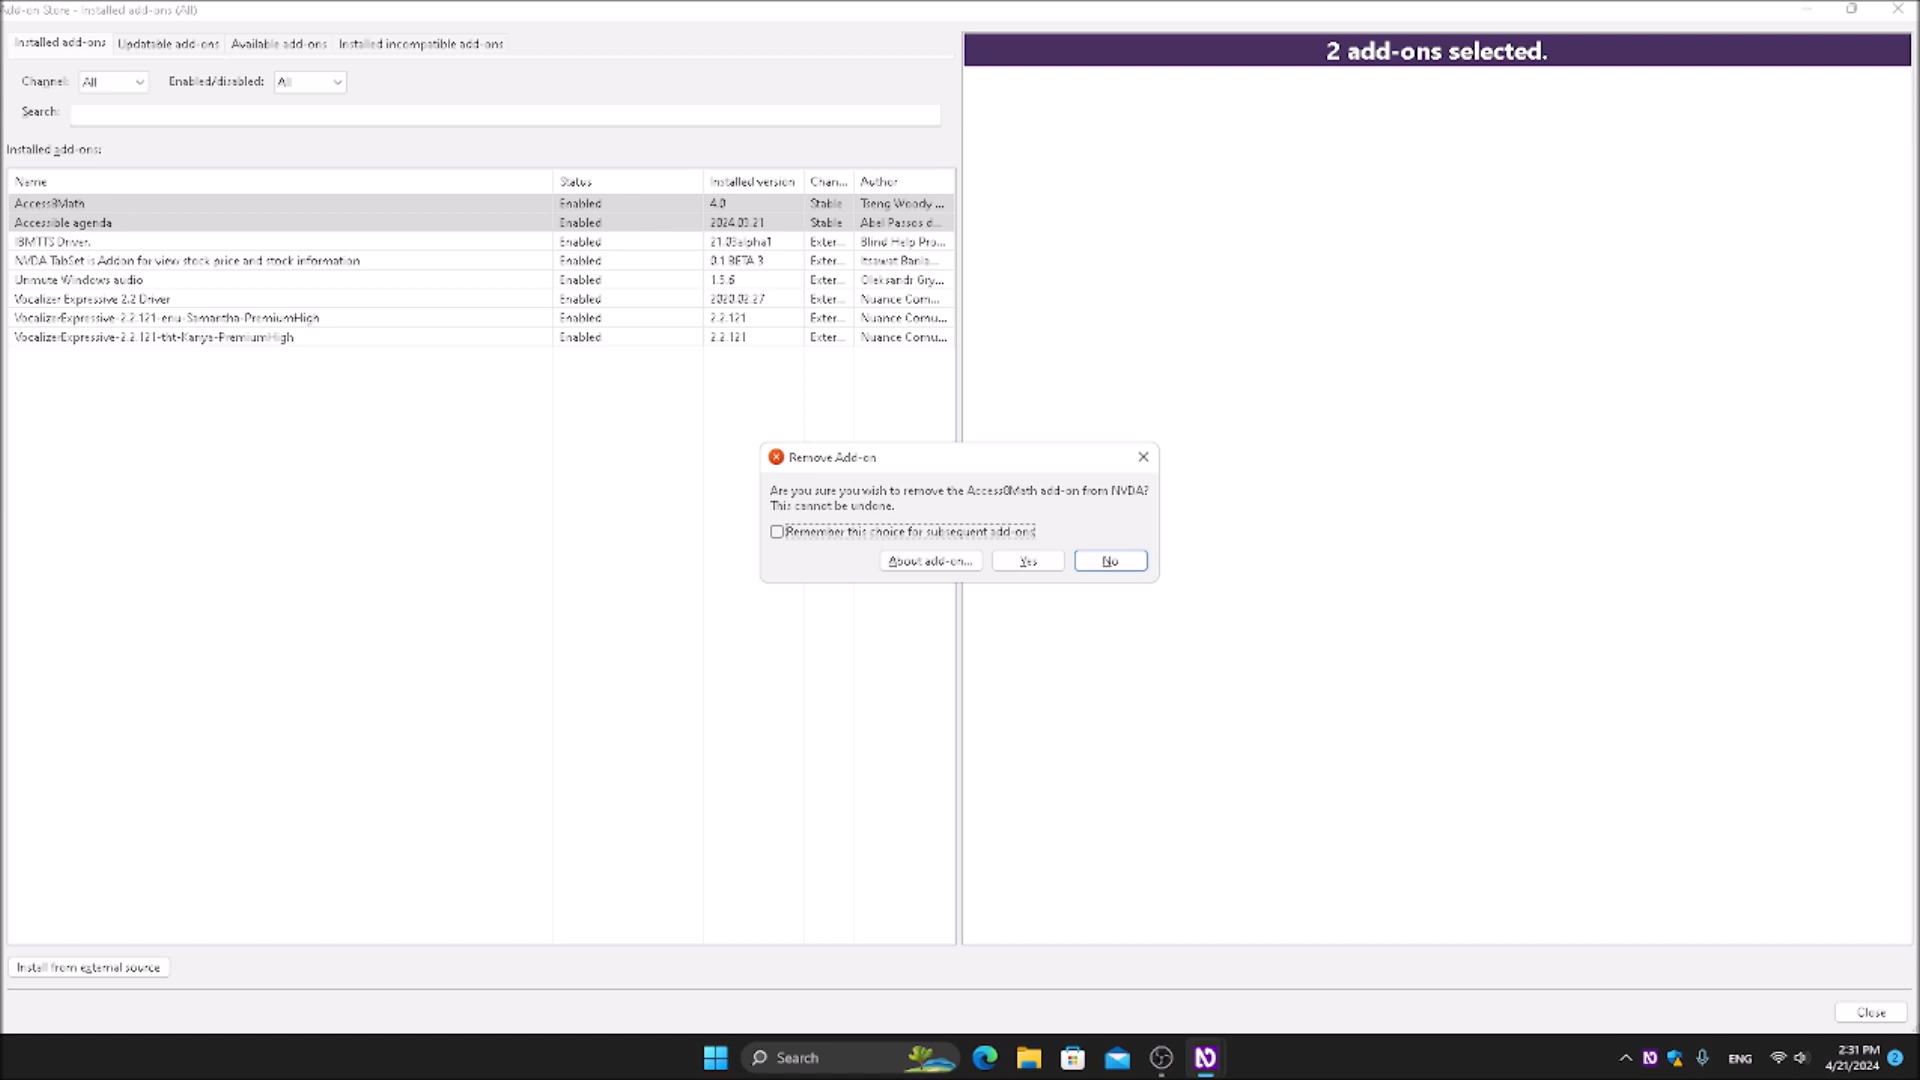 Add-on Store - Installed add-ons (All)
Installed add-ons Updatable add-ons Available add-ons Installed incompatible add-ons
2 add-ons selected.
Channel: All Enabled/disabled: All
Search:
Installed add-ons:
Name Status Installed version Chan... Author
Access8Math Enabled 4.0 Stable Tseng Woody ...
Accessible agenda Enabled 2024.03.21 Stable Abel Passos d...
IBMTTS Driver. Enabled 21.03alpha1 Exter... Blind Help Pro...
NVDA TabSet is Addon for view stock price and stock information Enabled 0.1 BETA 3 Exter...
Unmute Windows audio Enabled 1.5.6 Exter... Oleksandr Gry...
Vocalizer Expressive 2.2 Driver Enabled 2020.02.27 Exter... Nuance Com...
VocalizerExpressive-2.2.121-enu-Samantha-PremiumHigh Enabled 2.2.121 Exter... Nuance Comu...
VocalizerExpressive-2.2.121-tht-Kanya-PremiumHigh Enabled 2.2.121 Exter... Nuance Comu...
Remove Add-on
Are you sure you wish to remove the Access8Math add-on from NVDA?
This cannot be undone.
Remember this choice for subsequent add-ons
About add-on... Yes No
Install from external source
Close
Search
ENG
2:31 PM
4/21/2024
2